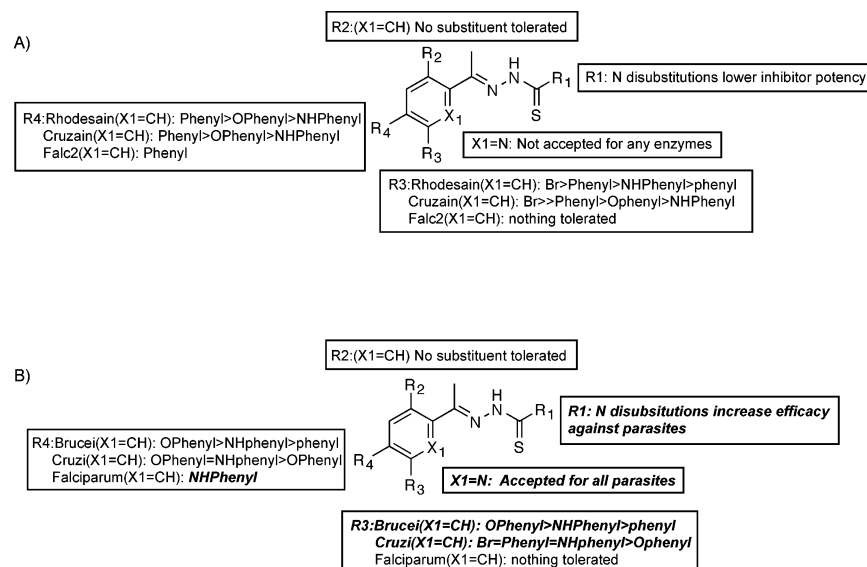 A)
R2:(X1=CH) No substituent tolerated
R2
H
N
R1
N
S
X1
R4
R3
R1: N disubstitutions lower inhibitor potency
R4:Rhodesain(X1=CH): Phenyl>OPhenyl>NHPhenyl
Cruzain(X1=CH): Phenyl>OPhenyl>NHPhenyl
Falc2(X1=CH): Phenyl
X1=N: Not accepted for any enzymes
R3:Rhodesain(X1=CH): Br>Phenyl>NHPhenyl>phenyl
Cruzain(X1=CH): Br>>Phenyl>Ophenyl>NHPhenyl
Falc2(X1=CH): nothing tolerated
B)
R2:(X1=CH) No substituent tolerated
R2
H
N
R1
N
S
X1
R4
R3
R1: N disubsitutions increase efficacy
against parasites
R4:Brucei(X1=CH): OPhenyl>NHphenyl>phenyl
Cruzi(X1=CH): OPhenyl=NHphenyl>OPhenyl
Falciparum(X1=CH): NHPhenyl
X1=N: Accepted for all parasites
R3:Brucei(X1=CH): OPhenyl>NHPhenyl>phenyl
Cruzi(X1=CH): Br=Phenyl=NHphenyl>Ophenyl
Falciparum(X1=CH): nothing tolerated